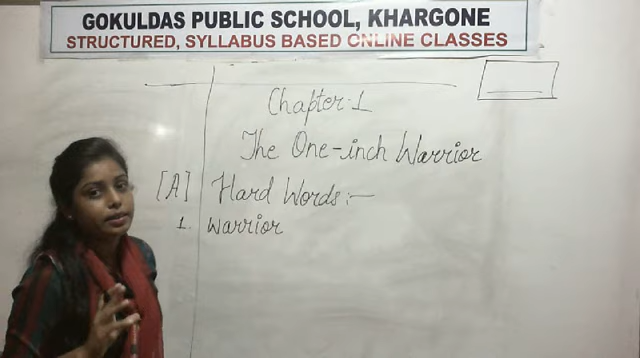 GOKULDAS PUBLIC SCHOOL, KHARGONE
STRUCTURED, SYLLABUS BASED ONLINE CLASSES
Chapter:1
The One-inch Warrior
[A] Hard Words:-
1. Warrior